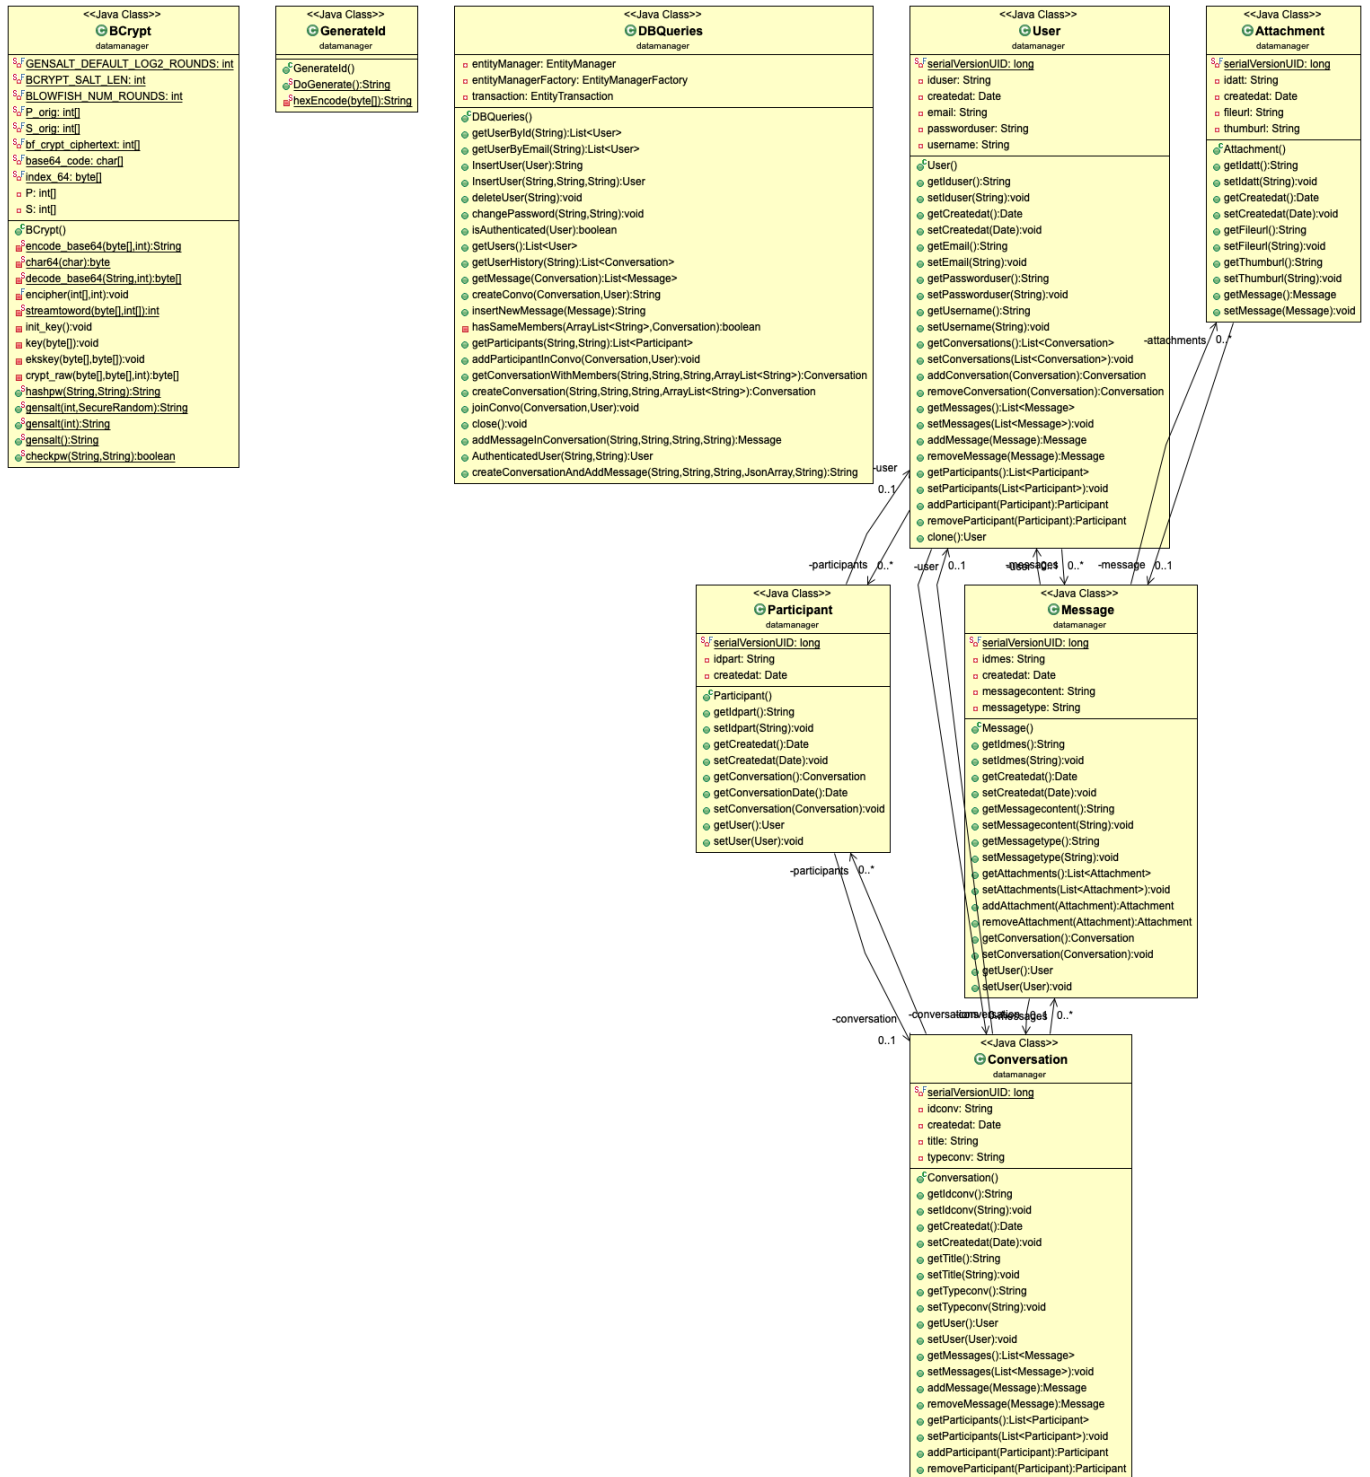 <<Java Class>>
BCrypt
datamanager
GENSALT_DEFAULT_LOG2_ROUNDS: int
BCRYPT_SALT_LEN: int
BLOWFISH_NUM_ROUNDS: int
P_orig: int[]
S_orig: int[]
bf_crypt_ciphertext: int[]
base64_code: char[]
index_64: byte[]
P: int[]
S: int[]
BCrypt()
encode_base64(byte[],int):String
char64(char):byte
decode_base64(String,int):byte[]
encipher(int[],int):void
streamtoword(byte[],int[]):int
init_key():void
key(byte[]):void
ekskey(byte[],byte[]):void
crypt_raw(byte[],byte[],int):byte[]
hashpw(String,String):String
gensalt(int,SecureRandom):String
gensalt(int):String
gensalt():String
checkpw(String,String):boolean
<<Java Class>>
GenerateId
datamanager
GenerateId()
DoGenerate():String
hexEncode(byte[]):String
<<Java Class>>
DBQueries
datamanager
entityManager: EntityManager
entityManagerFactory: EntityManagerFactory
transaction: EntityTransaction
DBQueries()
getUserById(String):List<User>
getUserByEmail(String):List<User>
InsertUser(User):String
InsertUser(String,String,String):User
deleteUser(String):void
changePassword(String,String):void
isAuthenticated(User):boolean
getUsers():List<User>
getUserHistory(String):List<Conversation>
getMessage(Conversation):List<Message>
createConvo(Conversation,User):String
insertNewMessage(Message):String
hasSameMembers(ArrayList<String>,Conversation):boolean
getParticipants(String,String):List<Participant>
addParticipantInConvo(Conversation,User):void
getConversationWithMembers(String,String,String,ArrayList<String>):Conversation
createConversation(String,String,String,ArrayList<String>):Conversation
joinConvo(Conversation,User):void
close():void
addMessageInConversation(String,String,String,String):Message
AuthenticatedUser(String,String):User
createConversationAndAddMessage(String,String,String,JsonArray,String):String
<<Java Class>>
User
datamanager
serialVersionUID: long
iduser: String
createdat: Date
email: String
passworduser: String
username: String
User()
getIduser():String
setIduser(String):void
getCreatedat():Date
setCreatedat(Date):void
getEmail():String
setEmail(String):void
getPassworduser():String
setPassworduser(String):void
getUsername():String
setUsername(String):void
getConversations():List<Conversation>
setConversations(List<Conversation>):void
addConversation(Conversation):Conversation
removeConversation(Conversation):Conversation
getMessages():List<Message>
setMessages(List<Message>):void
addMessage(Message):Message
removeMessage(Message):Message
getParticipants():List<Participant>
setParticipants(List<Participant>):void
addParticipant(Participant):Participant
removeParticipant(Participant):Participant
clone():User
<<Java Class>>
Attachment
datamanager
serialVersionUID: long
idatt: String
createdat: Date
fileurl: String
thumburl: String
Attachment()
getIdatt():String
setIdatt(String):void
getCreatedat():Date
setCreatedat(Date):void
getFileurl():String
setFileurl(String):void
getThumburl():String
setThumburl(String):void
getMessage():Message
setMessage(Message):void
-attachments 0..*
-user
0..1
-participants 0..*
-user 0..1
-user 0..1
-messages 0..*
-message 0..1
<<Java Class>>
Participant
datamanager
serialVersionUID: long
idpart: String
createdat: Date
Participant()
getIdpart():String
setIdpart(String):void
getCreatedat():Date
setCreatedat(Date):void
getConversation():Conversation
getConversationDate():Date
setConversation(Conversation):void
getUser():User
setUser(User):void
<<Java Class>>
Message
datamanager
serialVersionUID: long
idmes: String
createdat: Date
messagecontent: String
messagetype: String
Message()
getIdmes():String
setIdmes(String):void
getCreatedat():Date
setCreatedat(Date):void
getMessagecontent():String
setMessagecontent(String):void
getMessagetype():String
setMessagetype(String):void
getAttachments():List<Attachment>
setAttachments(List<Attachment>):void
addAttachment(Attachment):Attachment
removeAttachment(Attachment):Attachment
getConversation():Conversation
setConversation(Conversation):void
getUser():User
setUser(User):void
-participants 0..*
-conversation
0..1
-conversations
-messages 0..*
<<Java Class>>
Conversation
datamanager
serialVersionUID: long
idconv: String
createdat: Date
title: String
typeconv: String
Conversation()
getIdconv():String
setIdconv(String):void
getCreatedat():Date
setCreatedat(Date):void
getTitle():String
setTitle(String):void
getTypeconv():String
setTypeconv(String):void
getUser():User
setUser(User):void
getMessages():List<Message>
setMessages(List<Message>):void
addMessage(Message):Message
removeMessage(Message):Message
getParticipants():List<Participant>
setParticipants(List<Participant>):void
addParticipant(Participant):Participant
removeParticipant(Participant):Participant